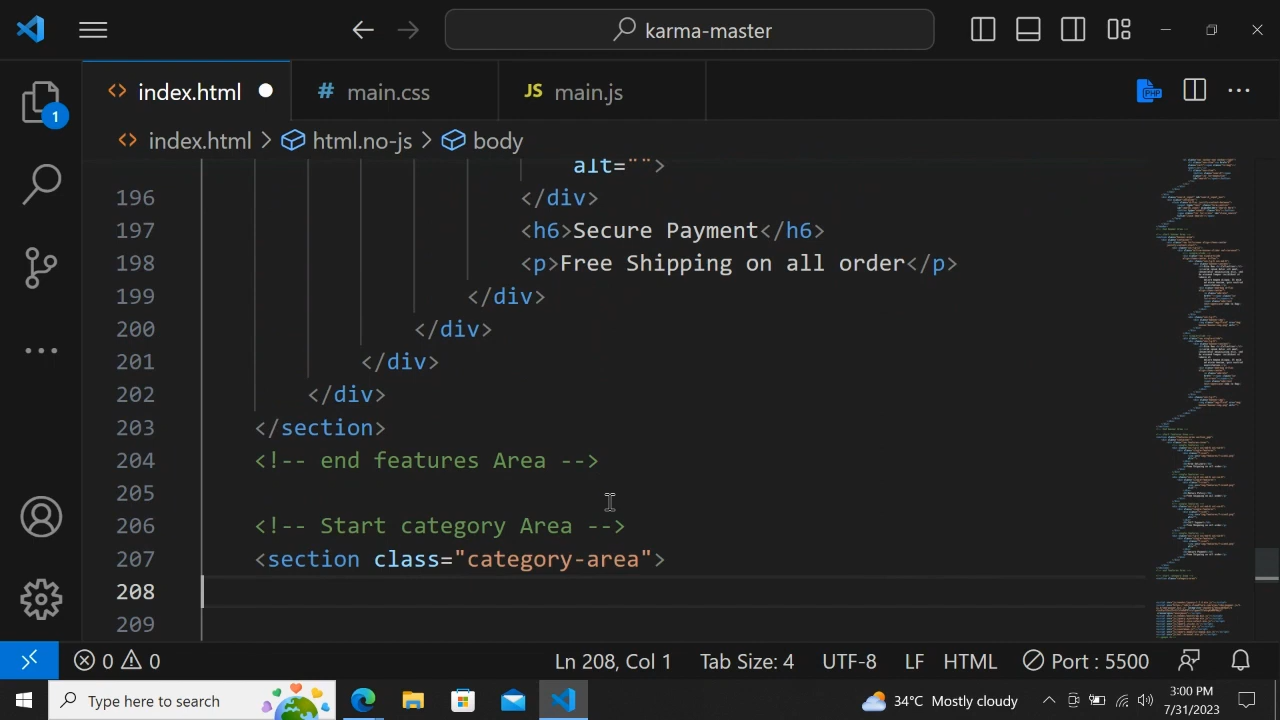 karma-master
index.html
# main.css
JS main.js
PHP
1
index.html > html.no-js > body
alt="">
196 </div>
197 <h6>Secure Payment</h6>
198 <p>Free Shipping on all order</p>
199 </div>
200 </div>
201 </div>
202 </div>
203 </section>
204 <!-- end features Area -->
205
206 <!-- Start category Area -->
207 <section class="category-area">
208
209
0 0
Ln 208, Col 1
Tab Size: 4
UTF-8
LF
HTML
Port : 5500
Type here to search
34°C Mostly cloudy
3:00 PM
7/31/2023